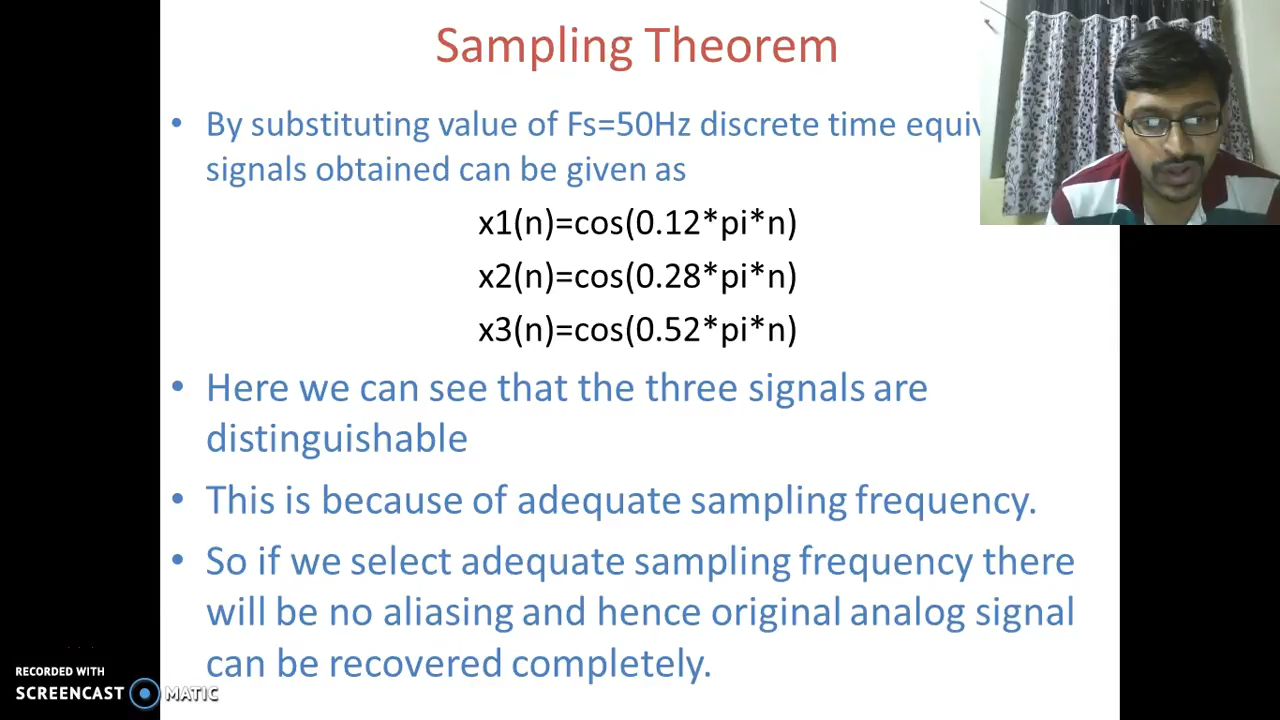 Sampling Theorem
• By substituting value of Fs=50Hz discrete time
signals obtained can be given as
x1(n)=cos(0.12*pi*n)
x2(n)=cos(0.28*pi*n)
x3(n)=cos(0.52*pi*n)
• Here we can see that the three signals are
distinguishable
• This is because of adequate sampling frequency.
• So if we select adequate sampling frequency there
will be no aliasing and hence original analog signal
can be recovered completely.
RECORDED WITH
SCREENCAST MATIC